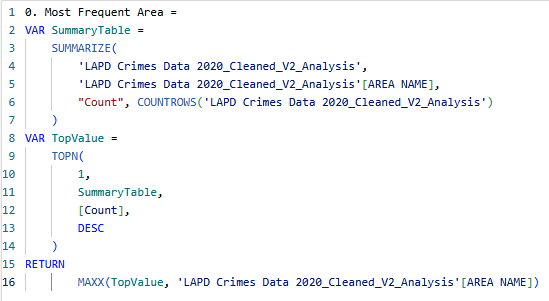 1 0. Most Frequent Area =
2 VAR SummaryTable =
3     SUMMARIZE(
4         'LAPD Crimes Data 2020_Cleaned_V2_Analysis',
5         'LAPD Crimes Data 2020_Cleaned_V2_Analysis'[AREA NAME],
6         "Count", COUNTROWS('LAPD Crimes Data 2020_Cleaned_V2_Analysis')
7     )
8 VAR TopValue =
9     TOPN(
10         1,
11         SummaryTable,
12         [Count],
13         DESC
14     )
15 RETURN
16         MAXX(TopValue, 'LAPD Crimes Data 2020_Cleaned_V2_Analysis'[AREA NAME])